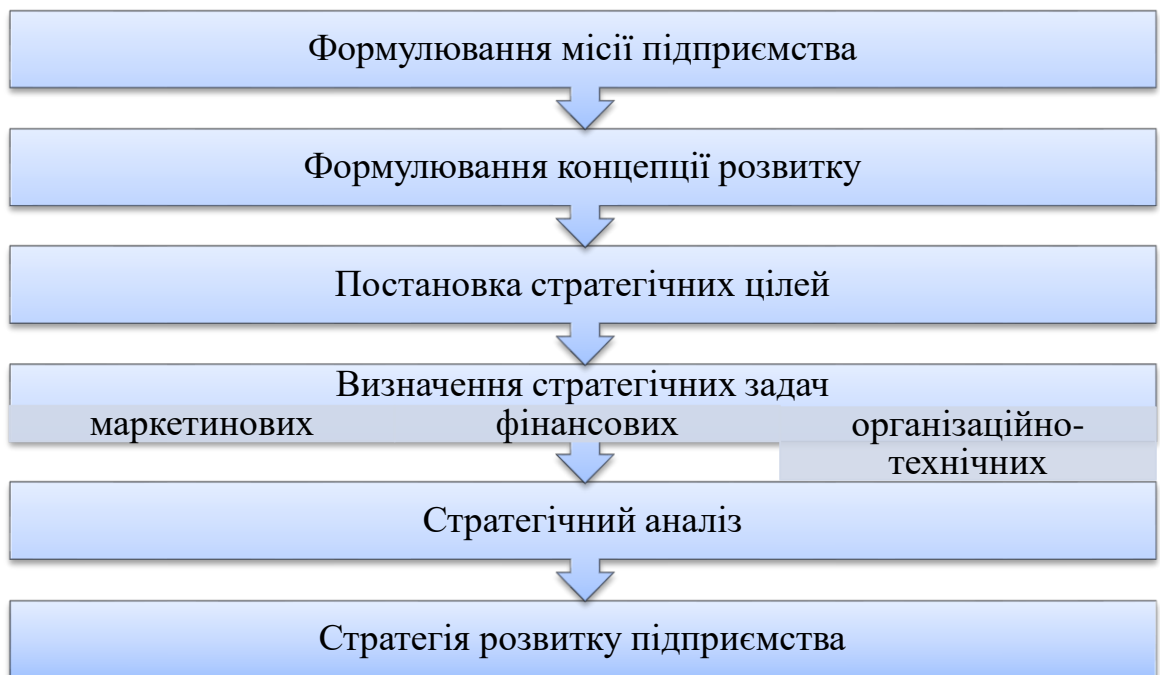 Формулювання місії підприємства
Формулювання концепції розвитку
Постановка стратегічних цілей
Визначення стратегічних задач
маркетинових
фінансових
організаційно-
технічних
Стратегічний аналіз
Стратегія розвитку підприємства